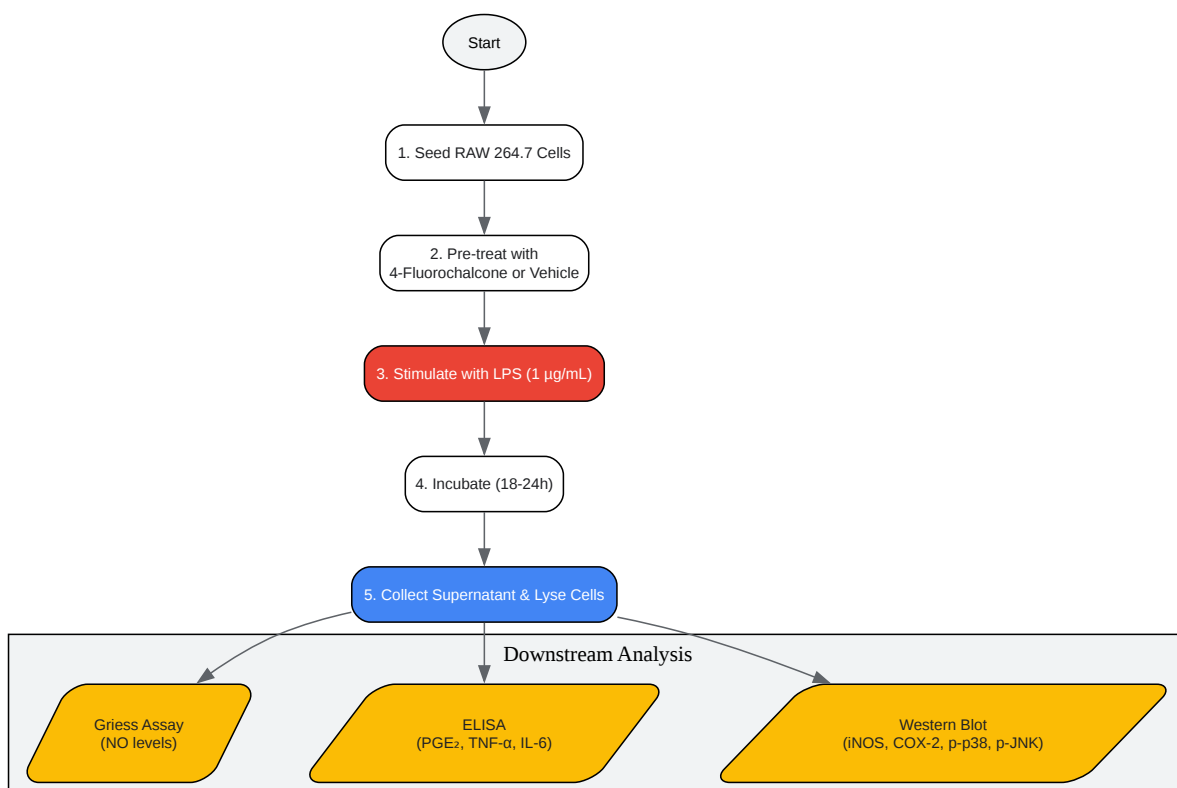 Start
1. Seed RAW 264.7 Cells
2. Pre-treat with
4-Fluorochalcone or Vehicle
3. Stimulate with LPS (1 µg/mL)
4. Incubate (18-24h)
5. Collect Supernatant & Lyse Cells
Downstream Analysis
Griess Assay
(NO levels)
ELISA
(PGE₂, TNF-α, IL-6)
Western Blot
(iNOS, COX-2, p-p38, p-JNK)